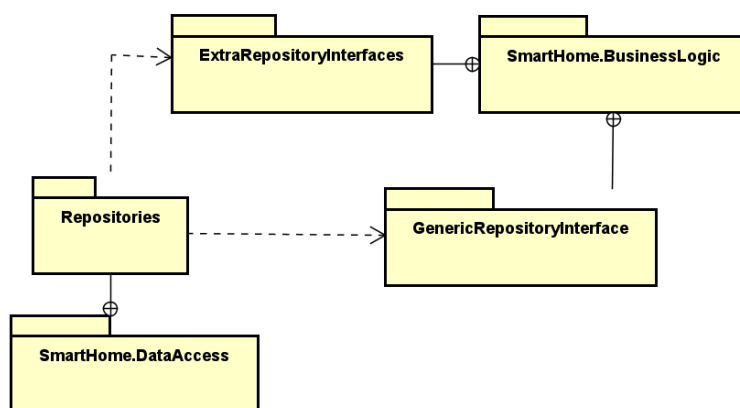 ExtraRepositoryInterfaces
SmartHome.BusinessLogic
Repositories
GenericRepositoryInterface
SmartHome.DataAccess